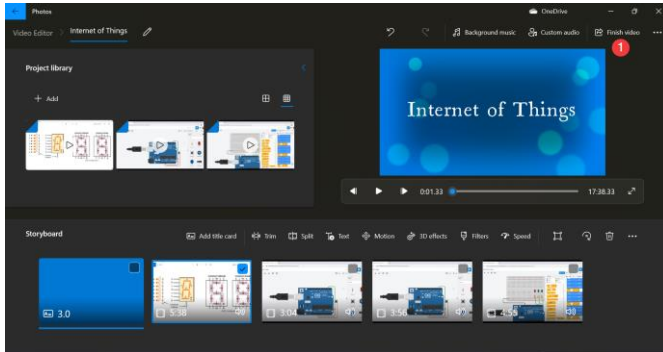 Photos
OneDrive
Video Editor > Internet of Things
Background music
Custom audio
Finish video
1
Project library
+ Add
Internet of Things
0:01.33
17:38.33
Storyboard
Add title card
Trim
Split
Text
Motion
3D effects
Filters
Speed
3.0
5:38
3:04
3:56
4:55